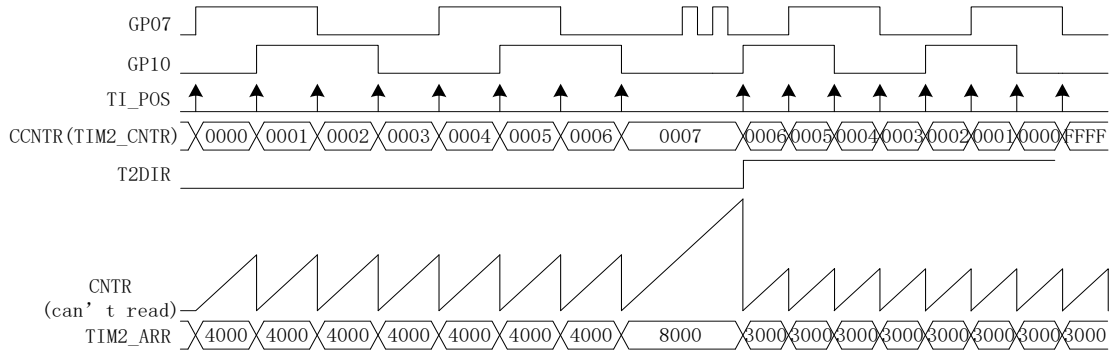 GP07
GP10
TI_POS
CCNTR(TIM2_CNTR) 0000 0001 0002 0003 0004 0005 0006 0007 0006 0005 0004 0003 0002 0001 0000 FFFF
T2DIR
CNTR
(can't read)
TIM2_ARR 4000 4000 4000 4000 4000 4000 4000 8000 3000 3000 3000 3000 3000 3000 3000 3000